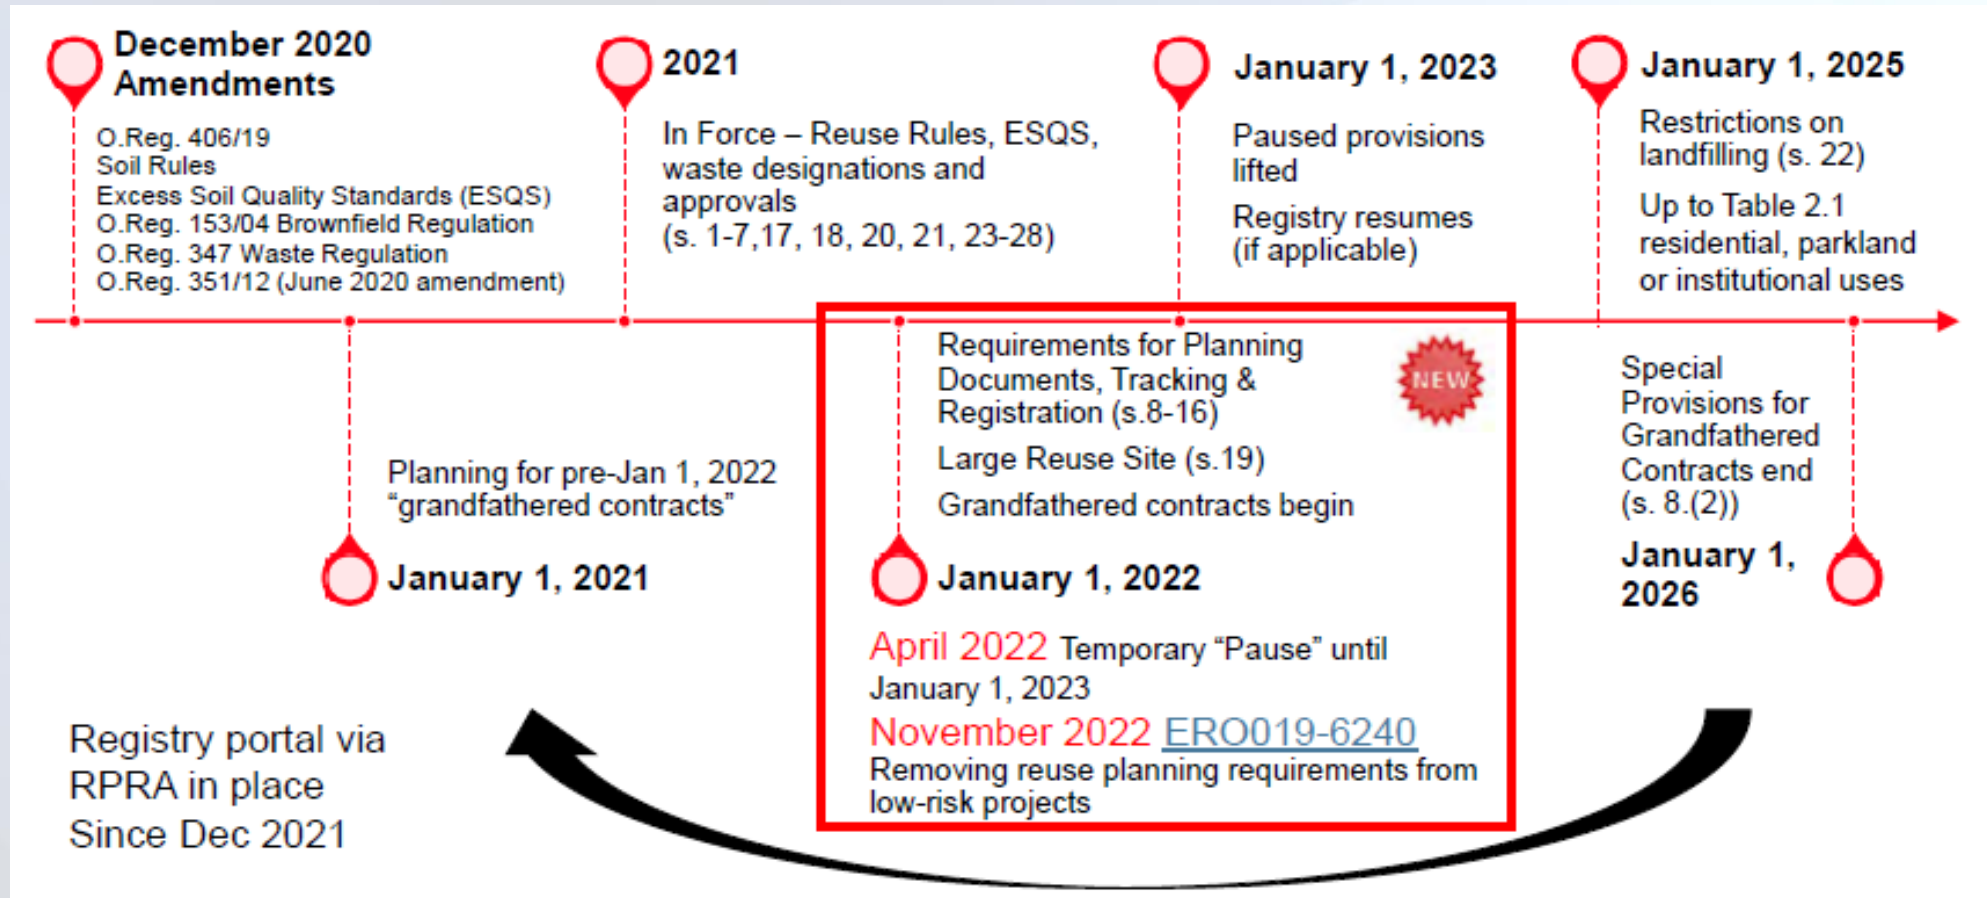 December 2020
Amendments
O.Reg. 406/19
Soil Rules
Excess Soil Quality Standards (ESQS)
O.Reg. 153/04 Brownfield Regulation
O.Reg. 347 Waste Regulation
O.Reg. 351/12 (June 2020 amendment)
2021
In Force – Reuse Rules, ESQS,
waste designations and
approvals
(s. 1-7,17, 18, 20, 21, 23-28)
January 1, 2023
Paused provisions
lifted
Registry resumes
(if applicable)
January 1, 2025
Restrictions on
landfilling (s. 22)
Up to Table 2.1
residential, parkland
or institutional uses
Planning for pre-Jan 1, 2022
“grandfathered contracts”
January 1, 2021
Requirements for Planning
Documents, Tracking &
Registration (s.8-16)
Large Reuse Site (s.19)
Grandfathered contracts begin
NEW
January 1, 2022
April 2022 Temporary “Pause” until
January 1, 2023
November 2022 ERO019-6240
Removing reuse planning requirements from
low-risk projects
Special
Provisions for
Grandfathered
Contracts end
(s. 8.(2))
January 1,
2026
Registry portal via
RPRA in place
Since Dec 2021